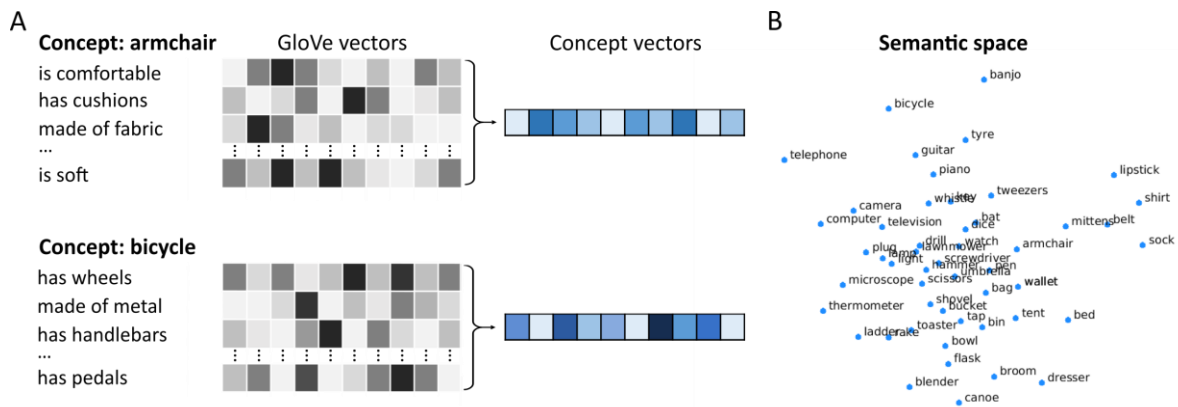 A
Concept: armchair
GloVe vectors
Concept vectors
is comfortable
has cushions
made of fabric
...
is soft
Concept: bicycle
has wheels
made of metal
has handlebars
...
has pedals
B
Semantic space
banjo
bicycle
tyre
telephone
guitar
piano
lipstick
tweezers
whistle
key
shirt
camera
computer
television
bat
dice
mittens
belt
sock
drill
lawnmower
watch
armchair
plug
lamp
light
screwdriver
hammer
pen
umbrella
microscope
scissors
wallet
bag
shovel
bucket
thermometer
tap
bin
tent
bed
ladder
rake
toaster
bowl
flask
broom
dresser
blender
canoe